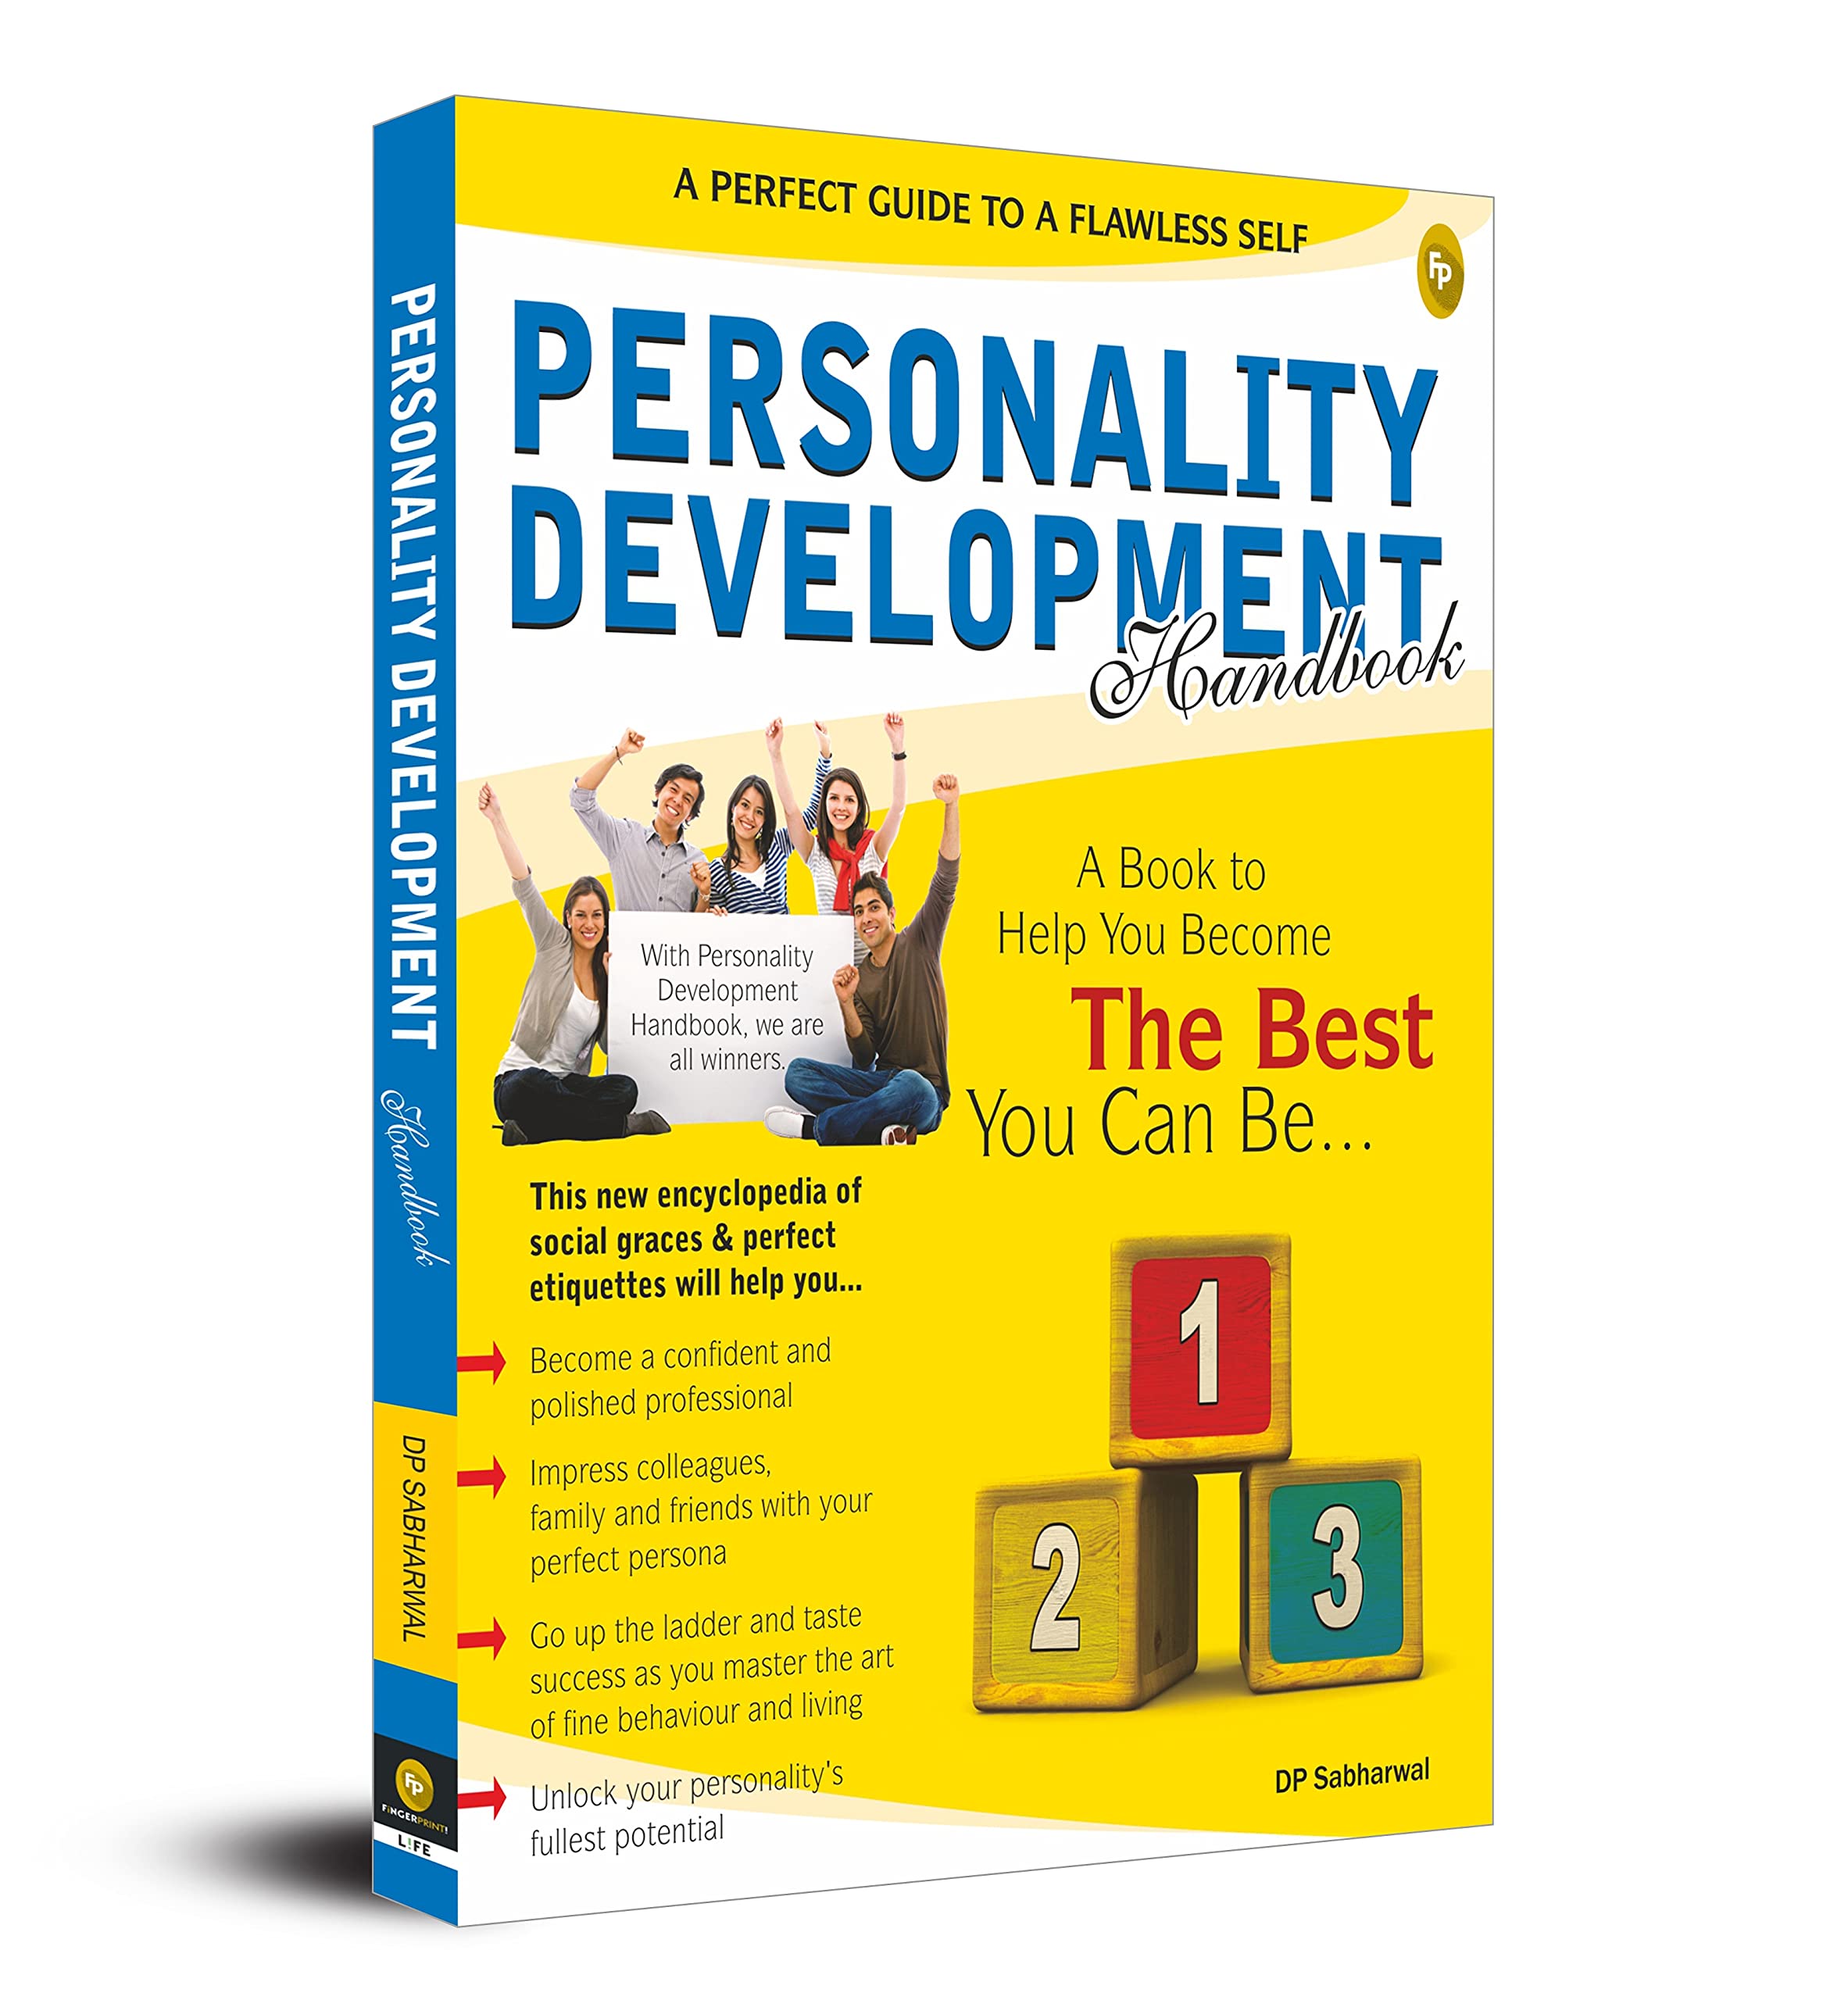 A PERFECT GUIDE TO A FLAWLESS SELF
FP
PERSONALITY
DEVELOPMENT
Handbook
With Personality
Development
Handbook, we are
all winners.
A Book to
Help You Become
The Best
You Can Be...
This new encyclopedia of
social graces & perfect
etiquettes will help you...
Become a confident and
polished professional
Impress colleagues,
family and friends with your
perfect persona
Go up the ladder and taste
success as you master the art
of fine behaviour and living
Unlock your personality's
fullest potential
1
2
3
DP Sabharwal
PERSONALITY DEVELOPMENT Handbook
DP SABHARWAL
FP
FiNGERPRINT!
L!FE